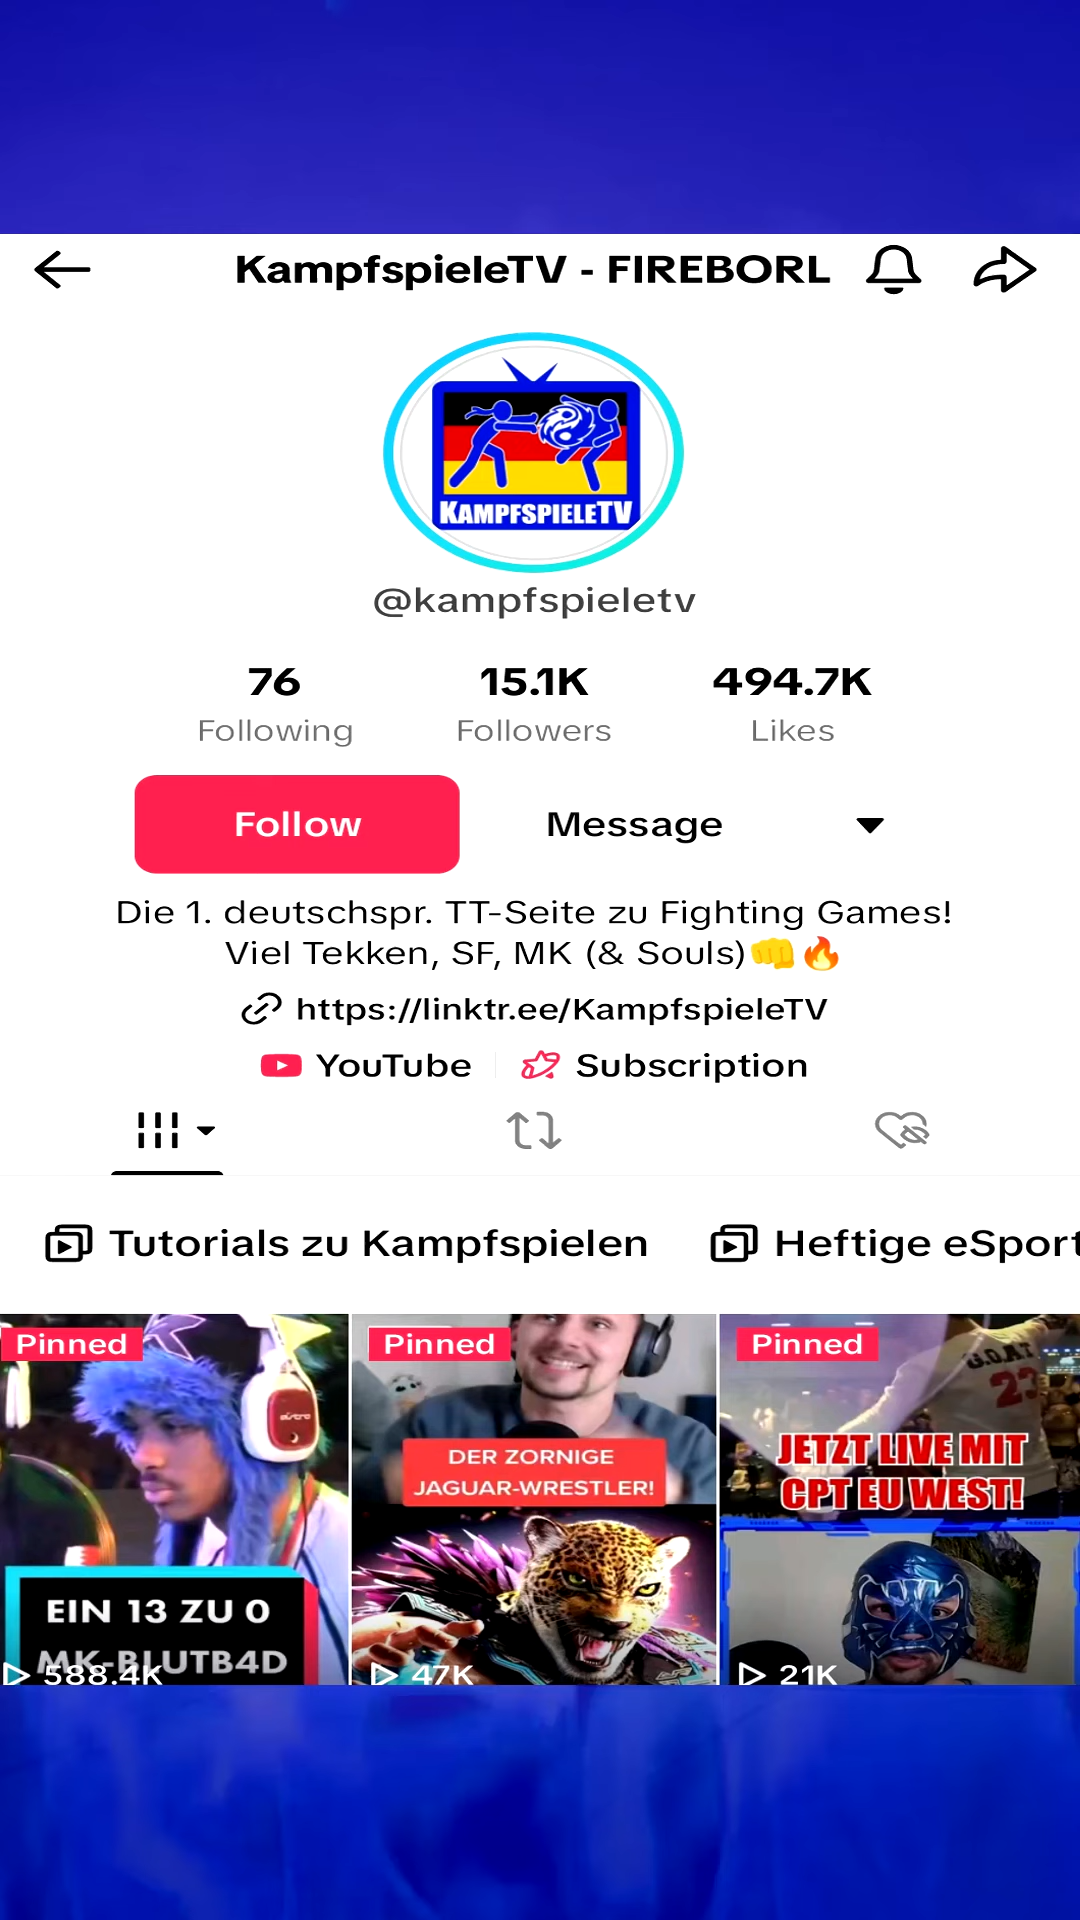 KampfspieleTV - FIREBORL
KAMPFSPIELETV
@kampfspieletv
76
Following
15.1K
Followers
494.7K
Likes
Follow
Message
Die 1. deutschspr. TT-Seite zu Fighting Games!
Viel Tekken, SF, MK (& Souls)👊🔥
https://linktr.ee/KampfspieleTV
YouTube
Subscription
Tutorials zu Kampfspielen
Heftige eSport
Pinned
astro
EIN 13 ZU 0
MK-BLUTB4D
588.4K
Pinned
DER ZORNIGE
JAGUAR-WRESTLER!
47K
Pinned
G.O.A.T.
23
JETZT LIVE MIT
CPT EU WEST!
21K